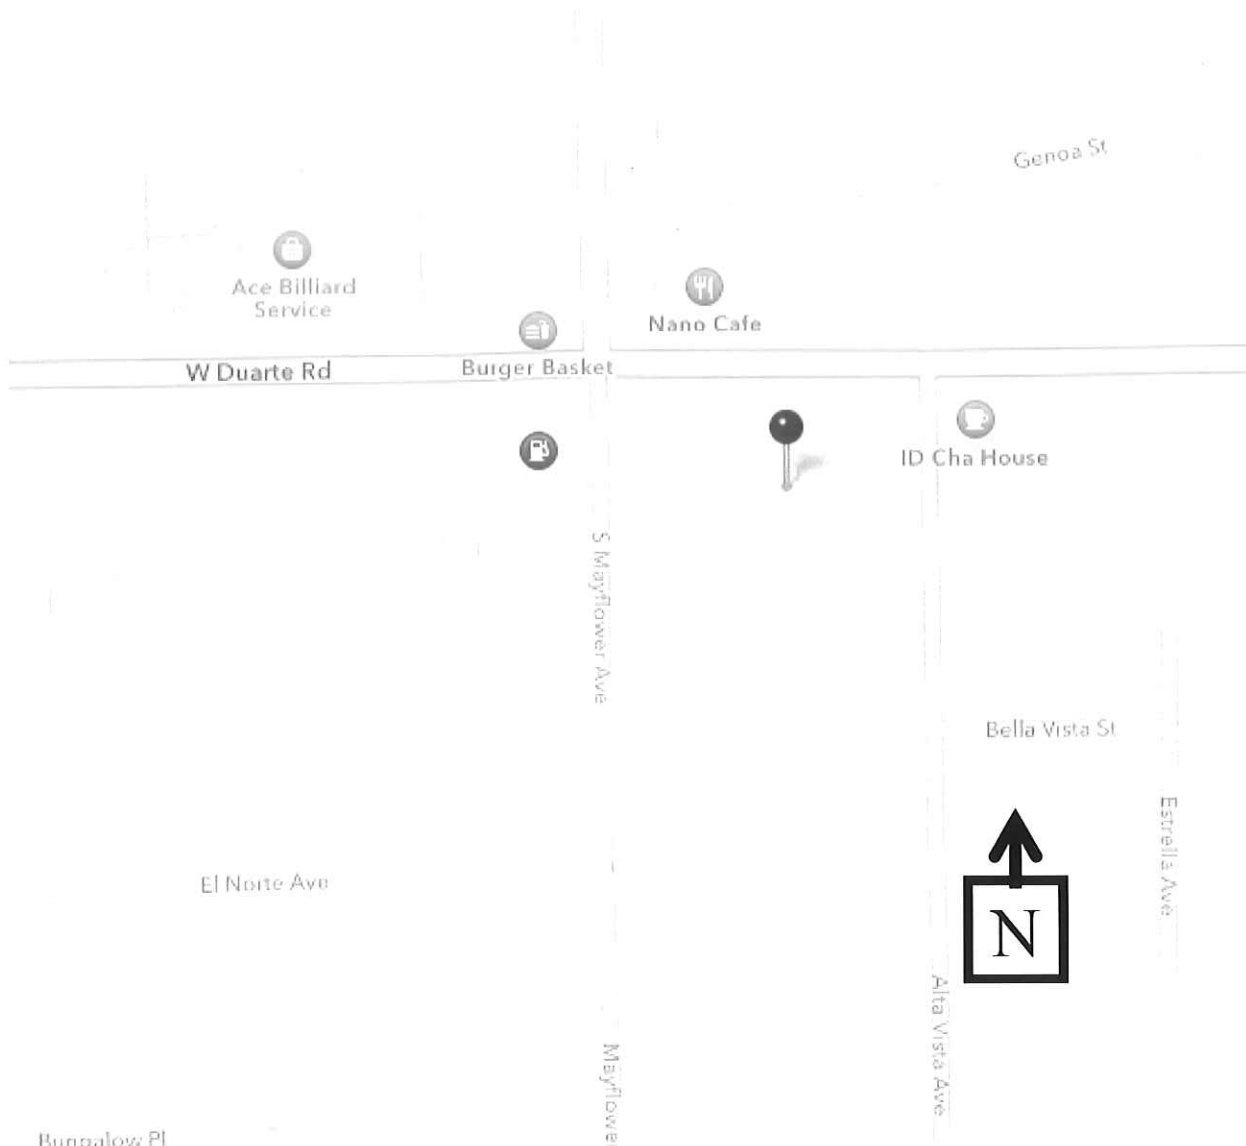 Genoa St
Ace Billiard
Service
Nano Cafe
W Duarte Rd
Burger Basket
ID Cha House
S Mayflower Ave
Bella Vista St
Estrella Ave
El Norte Ave
N
Alta Vista Ave
Mayflower
Bungalow Pl